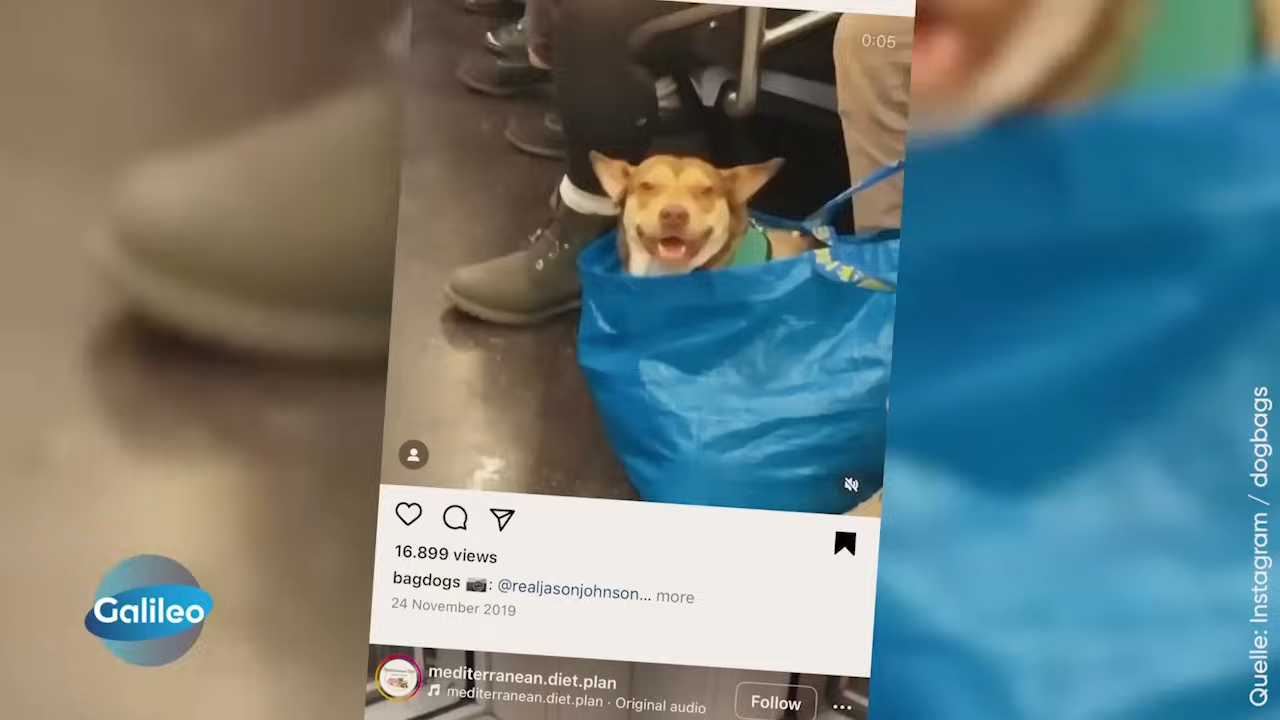 0:05
16.899 views
bagdogs 📷: @realjasonjohnson... more
24 November 2019
mediterranean.diet.plan
mediterranean.diet.plan · Original audio
Follow
Galileo
Quelle: Instagram / dogbags